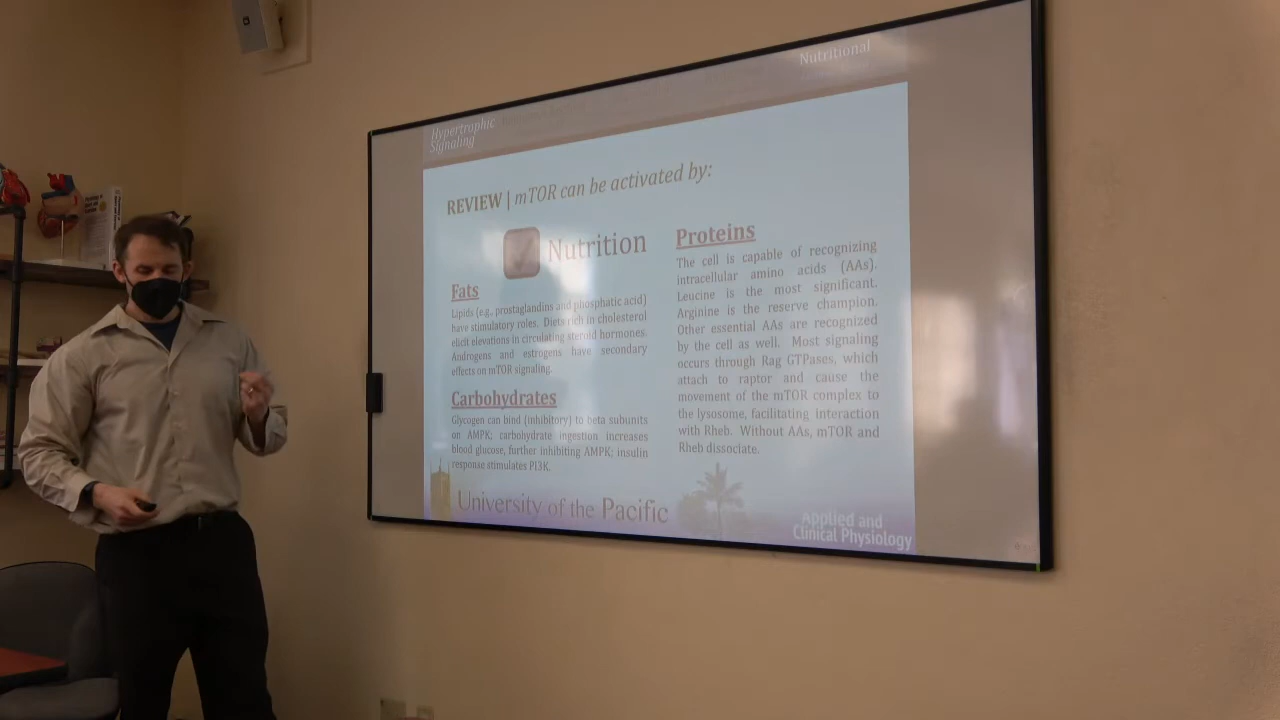 Nutritional
Hypertrophic
Signaling
REVIEW | mTOR can be activated by:
Nutrition
Fats
Lipids (e.g., prostaglandins and phosphatic acid)
have stimulatory roles. Diets rich in cholesterol
elicit elevations in circulating steroid hormones.
Androgens and estrogens have secondary
effects on mTOR signaling.
Carbohydrates
Glycogen can bind (inhibitory) to beta subunits
on AMPK; carbohydrate ingestion increases
blood glucose, further inhibiting AMPK; insulin
response stimulates PI3K.
Proteins
The cell is capable of recognizing
intracellular amino acids (AAs).
Leucine is the most significant.
Arginine is the reserve champion.
Other essential AAs are recognized
by the cell as well. Most signaling
occurs through Rag GTPases, which
attach to raptor and cause the
movement of the mTOR complex to
the lysosome, facilitating interaction
with Rheb. Without AAs, mTOR and
Rheb dissociate.
University of the Pacific
Applied and
Clinical Physiology